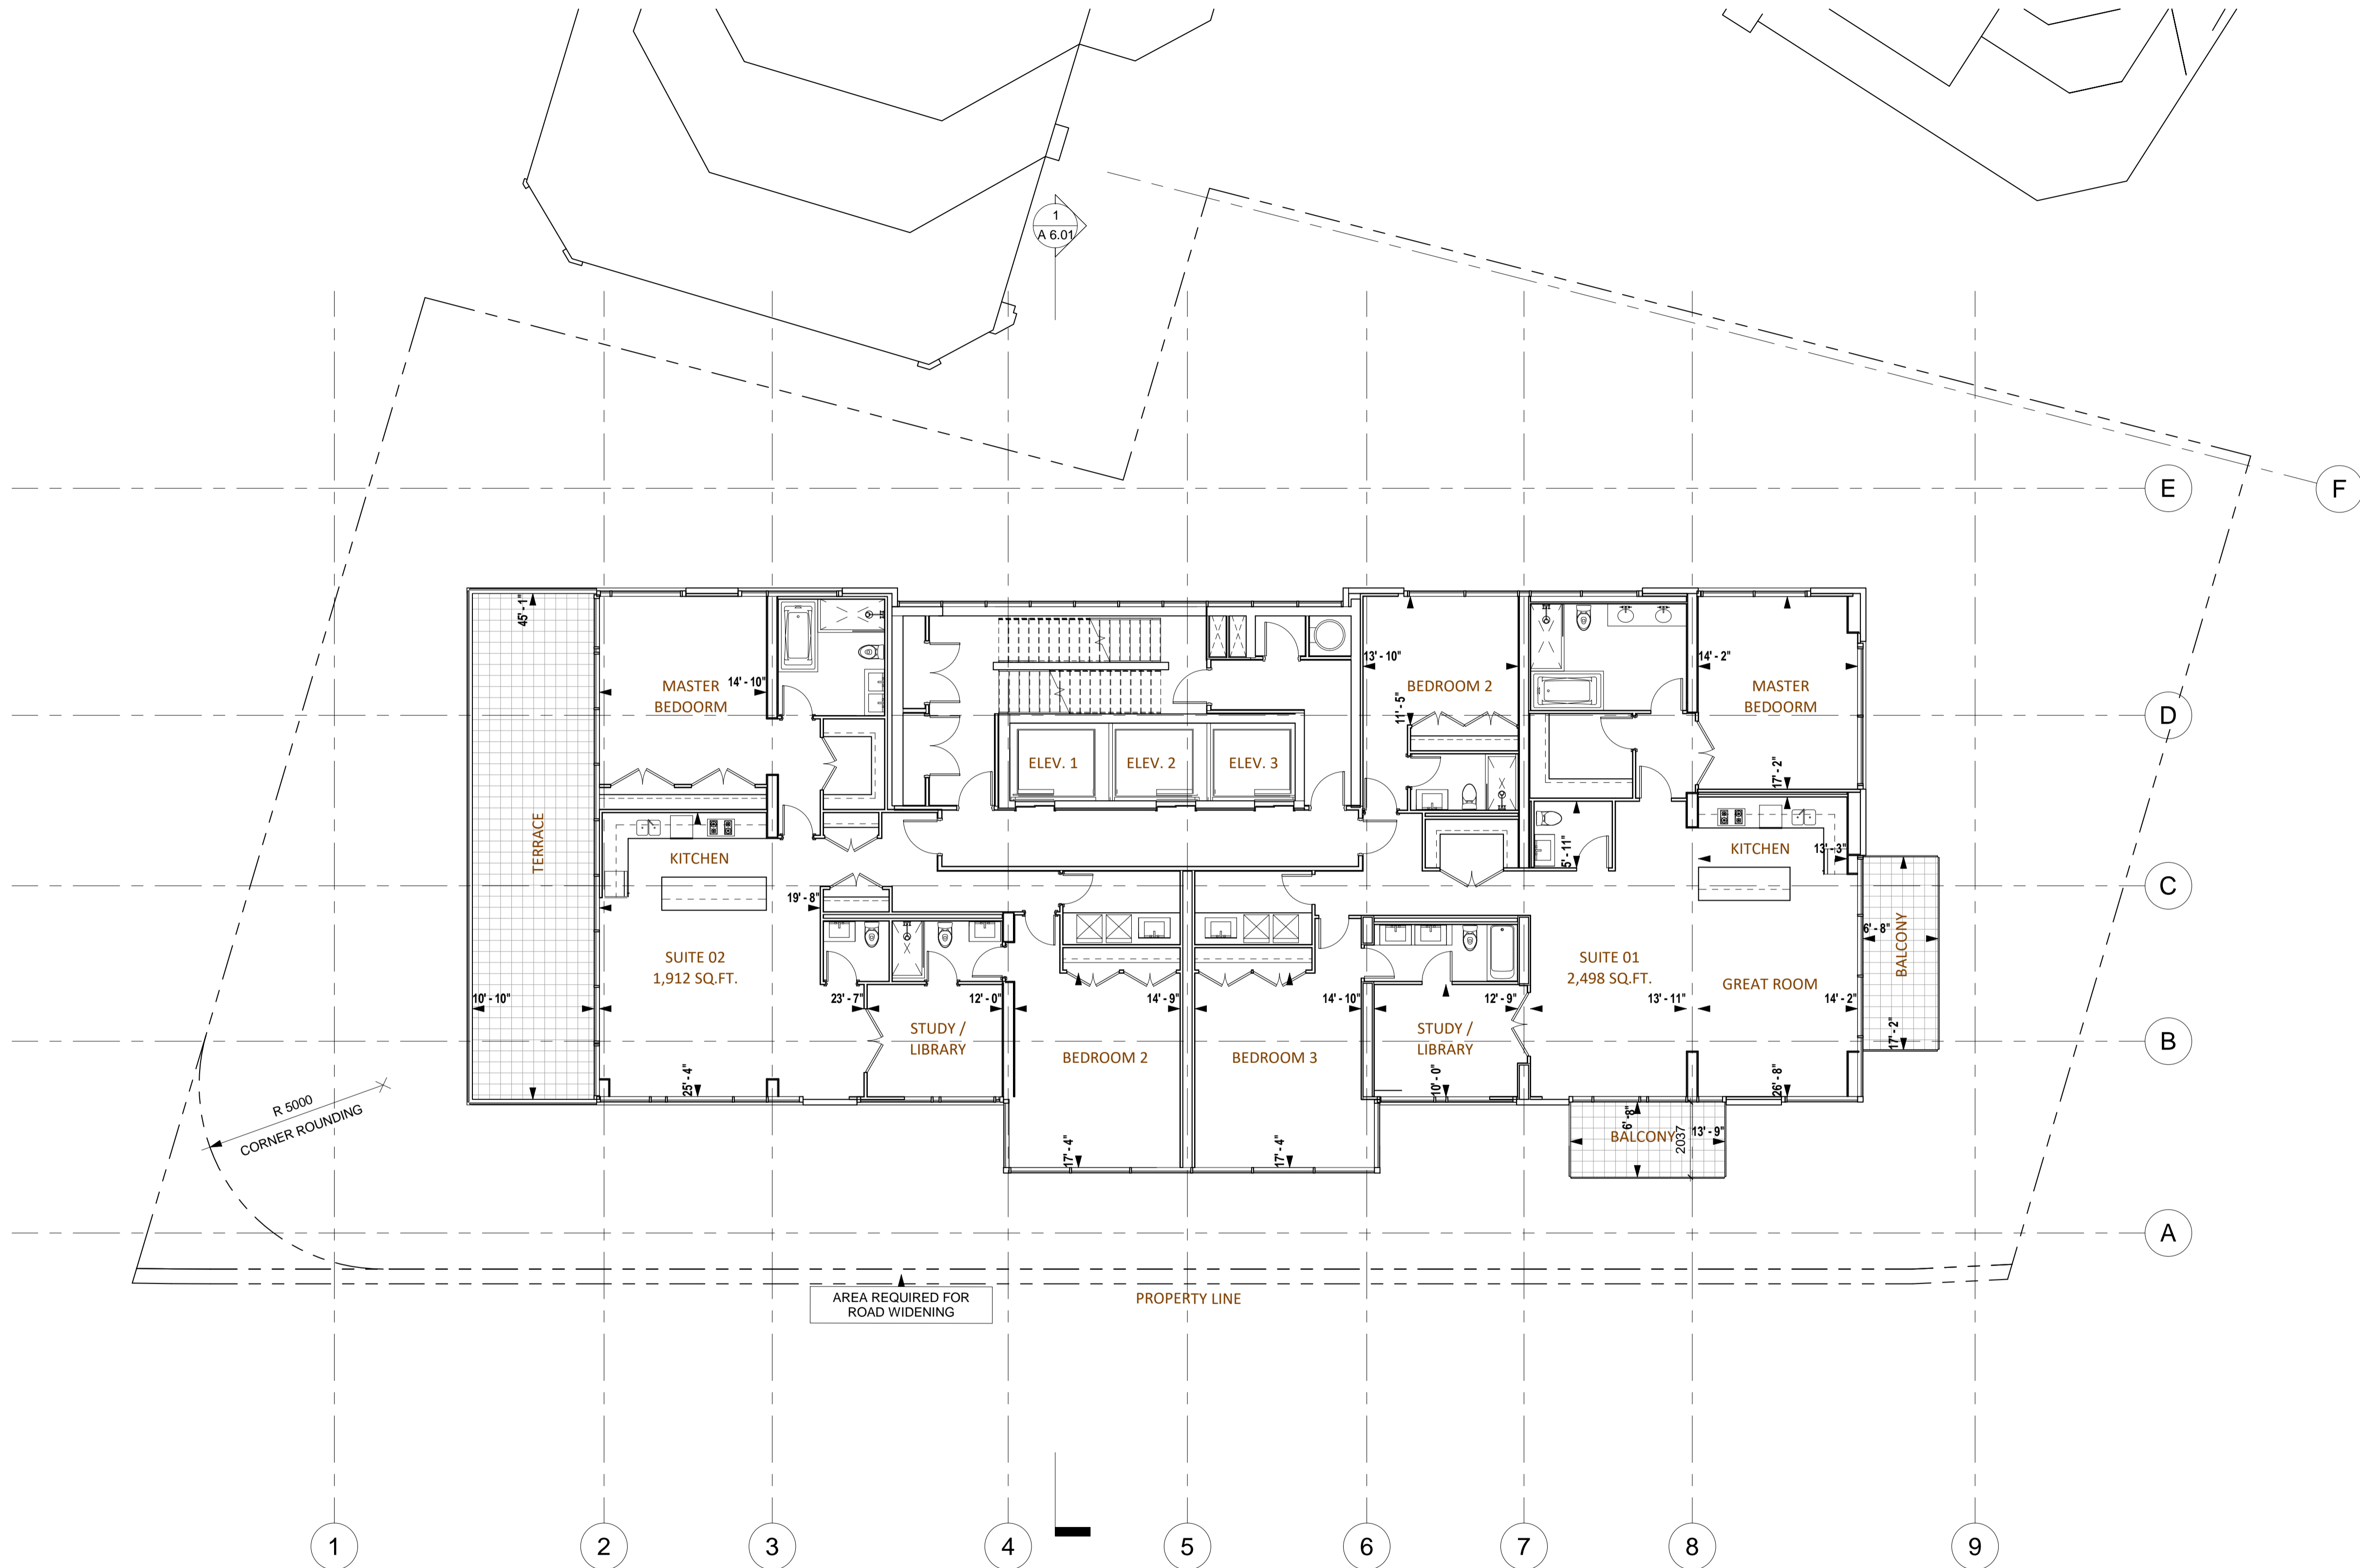 1
A 6.01
E
F
45' - 1"
MASTER
BEDOORM
14' - 10"
13' - 10"
BEDROOM 2
11' - 5"
14' - 2"
MASTER
BEDOORM
D
17' - 2"
ELEV. 1
ELEV. 2
ELEV. 3
TERRACE
KITCHEN
5' - 11"
KITCHEN
13' - 3"
C
19' - 8"
6' - 8"
BALCONY
SUITE 02
1,912 SQ.FT.
SUITE 01
2,498 SQ.FT.
GREAT ROOM
10' - 10"
23' - 7"
12' - 0"
14' - 9"
14' - 10"
12' - 9"
13' - 11"
14' - 2"
STUDY /
LIBRARY
STUDY /
LIBRARY
17' - 2"
B
BEDROOM 2
BEDROOM 3
25' - 4"
10' - 0"
26' - 8"
R 5000
CORNER ROUNDING
6' - 8"
BALCONY
2037
13' - 9"
17' - 4"
17' - 4"
A
AREA REQUIRED FOR
ROAD WIDENING
PROPERTY LINE
1
2
3
4
5
6
7
8
9